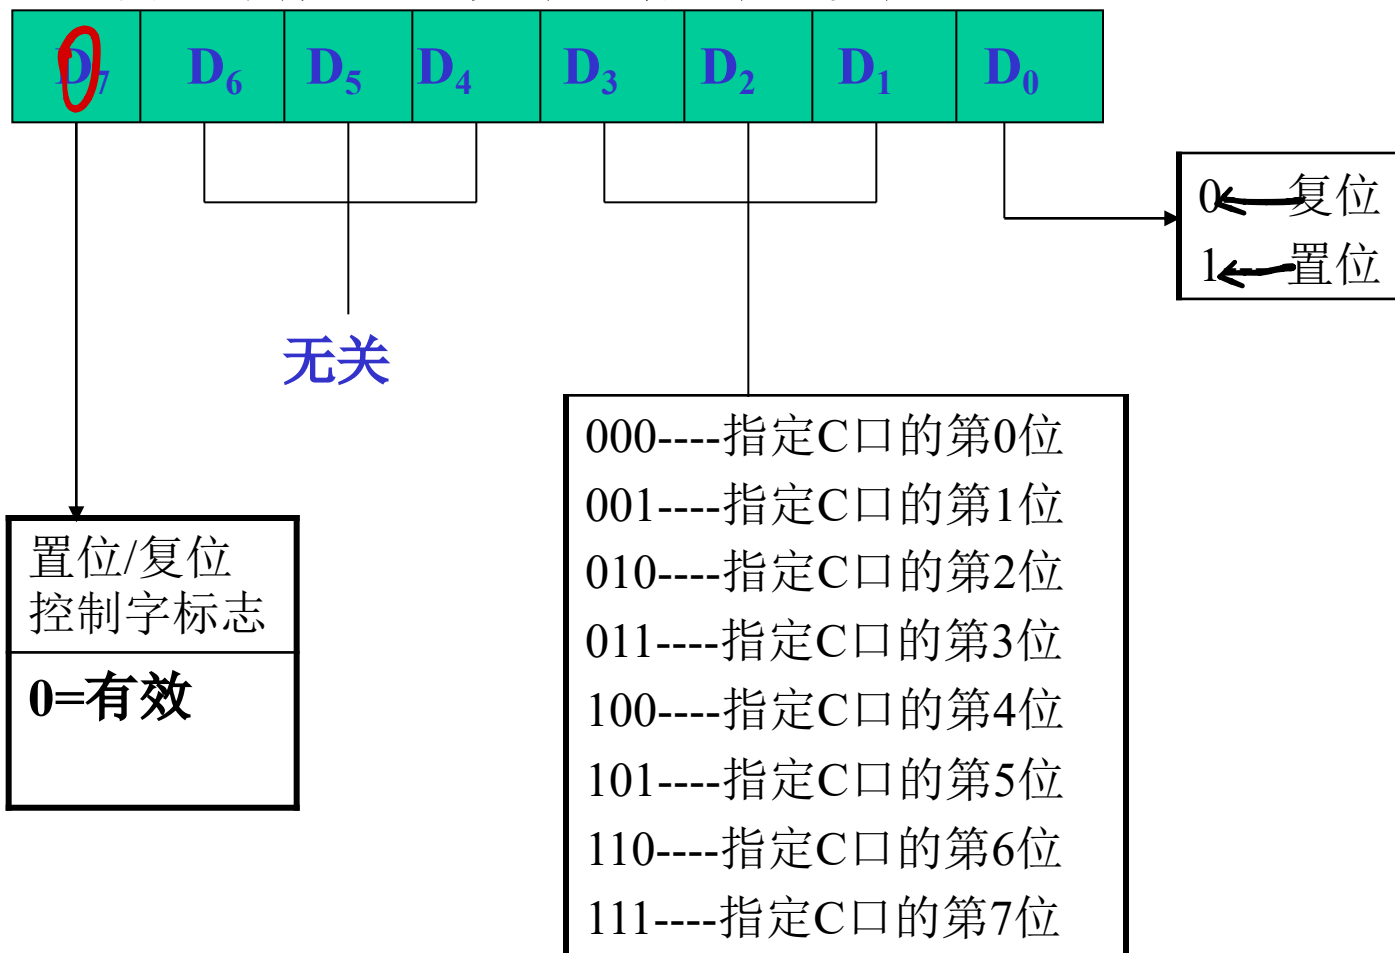 D7 D6 D5 D4 D3 D2 D1 D0
0 复位
1---置位
无关
000----指定C口的第0位
001----指定C口的第1位
010----指定C口的第2位
011----指定C口的第3位
100----指定C口的第4位
101----指定C口的第5位
110----指定C口的第6位
111----指定C口的第7位
置位/复位
控制字标志
0=有效